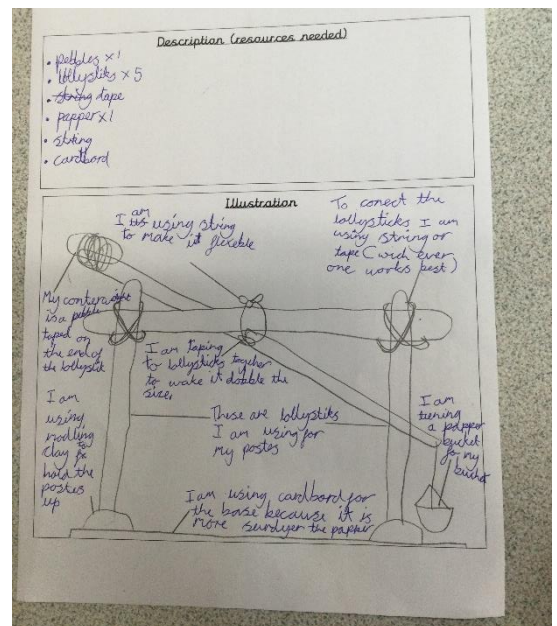 Description (resources needed)
• pebbles x1
• lollystiks x5
• string tape
• papper x1
• string
• cardbord
Illustration
I am using string
to make it flexeble
To conect the
lollysticks I am
using string or
tape (wich ever
one works best)
My conterweight
is a pebble
taped on
the end of
the lollystik
I am taping
to lollysticks together
to make it double the
size.
I am
using
modling
clay to
hold the
postes
up
These are lollystiks
I am using for
my postes
I am
tiening
a papper
bucket
for my
bucket
I am using cardbord for
the base because it is
more surdyer the papper